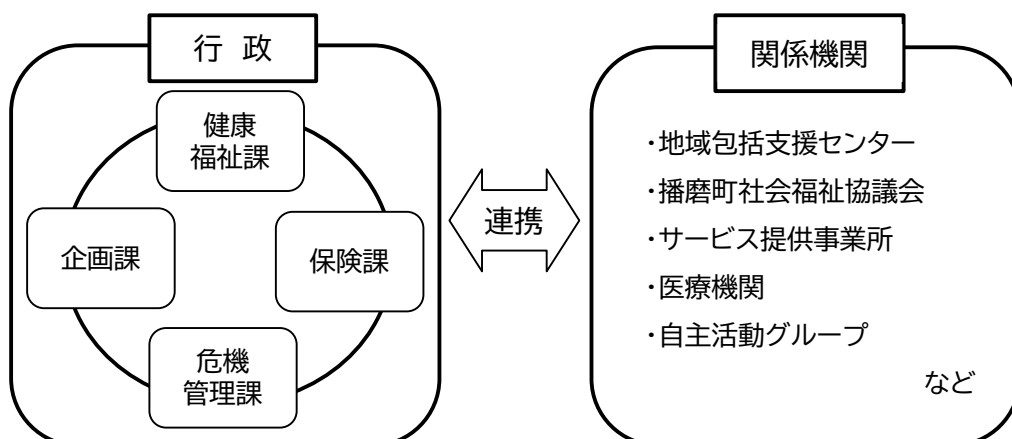 行 政
健康
福祉課
企画課
保険課
危機
管理課
連携
関係機関
・地域包括支援センター
・播磨町社会福祉協議会
・サービス提供事業所
・医療機関
・自主活動グループ
など